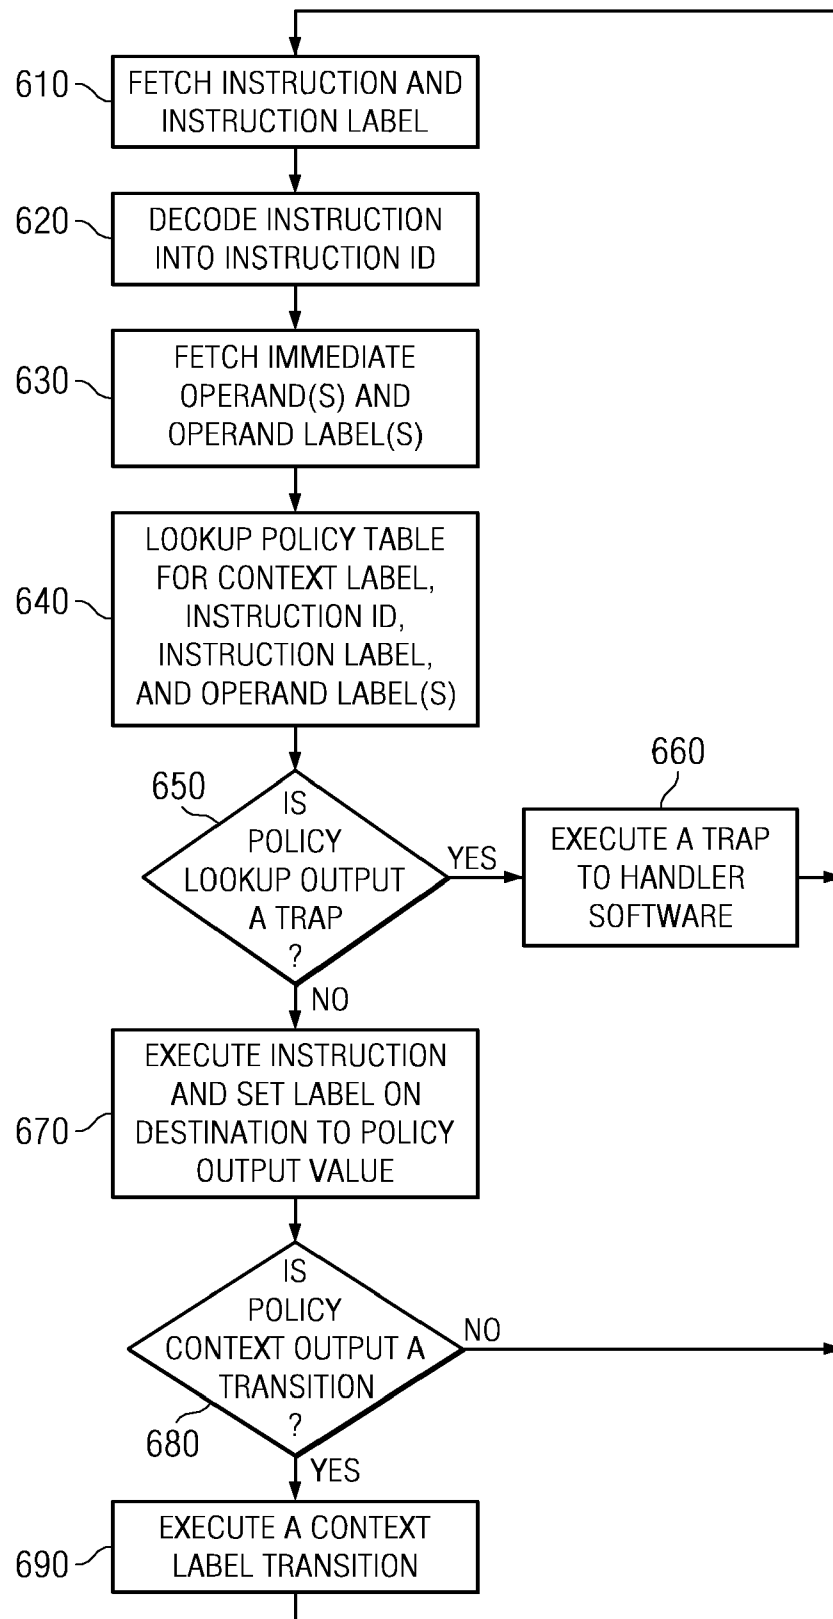 610
FETCH INSTRUCTION AND
INSTRUCTION LABEL
620
DECODE INSTRUCTION
INTO INSTRUCTION ID
630
FETCH IMMEDIATE
OPERAND(S) AND
OPERAND LABEL(S)
640
LOOKUP POLICY TABLE
FOR CONTEXT LABEL,
INSTRUCTION ID,
INSTRUCTION LABEL,
AND OPERAND LABEL(S)
650
IS
POLICY
LOOKUP OUTPUT
A TRAP
?
YES
660
EXECUTE A TRAP
TO HANDLER
SOFTWARE
NO
670
EXECUTE INSTRUCTION
AND SET LABEL ON
DESTINATION TO POLICY
OUTPUT VALUE
680
IS
POLICY
CONTEXT OUTPUT A
TRANSITION
?
NO
YES
690
EXECUTE A CONTEXT
LABEL TRANSITION